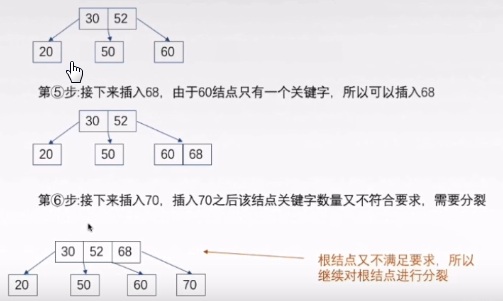 30 52
20 50 60
第⑤步:接下来插入68，由于60结点只有一个关键字，所以可以插入68
30 52
20 50 60 68
第⑥步:接下来插入70，插入70之后该结点关键字数量又不符合要求，需要分裂
30 52 68
根结点又不满足要求，所以
继续对根结点进行分裂
20 50 60 70